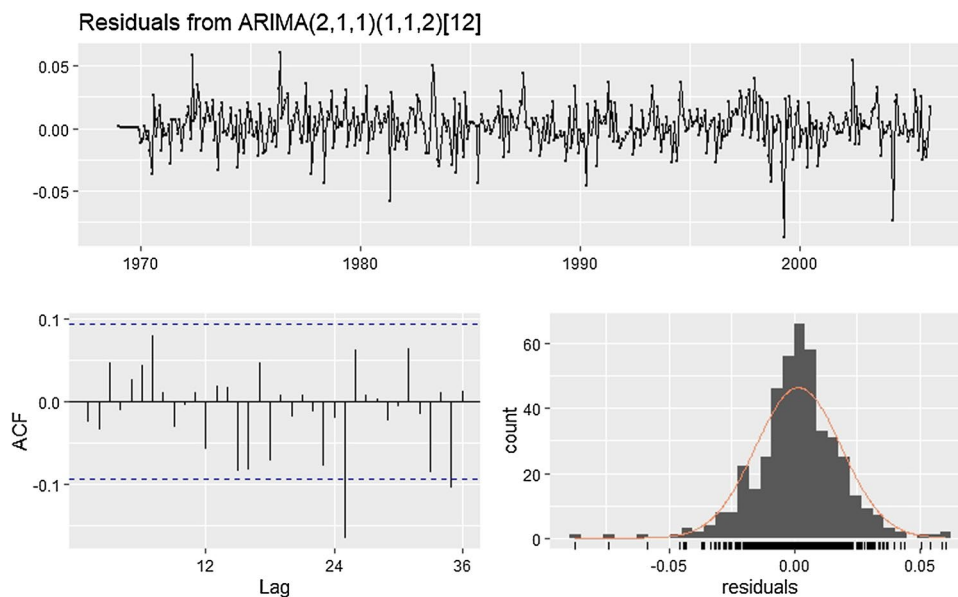 Residuals from ARIMA(2,1,1)(1,1,2)[12]
0.05
0.00
-0.05
1970 1980 1990 2000
0.1
0.0
-0.1
ACF
12 24 36
Lag
60
40
20
0
count
-0.05 0.00 0.05
residuals